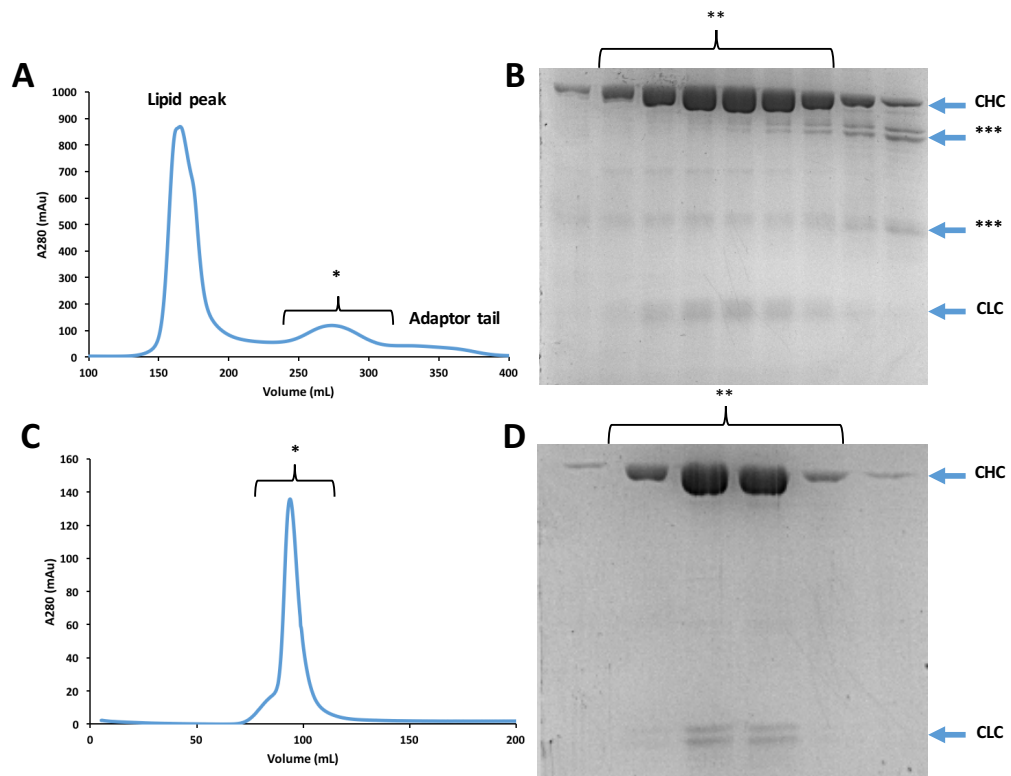 A
Lipid peak
1000
900
800
700
600
500
400
300
200
100
0
A280 (mAu)
*
Adaptor tail
100
150
200
250
300
350
400
Volume (mL)
B
**
CHC
***
***
CLC
C
160
140
120
100
80
60
40
20
0
A280 (mAu)
*
0
50
100
150
200
Volume (mL)
D
**
CHC
CLC